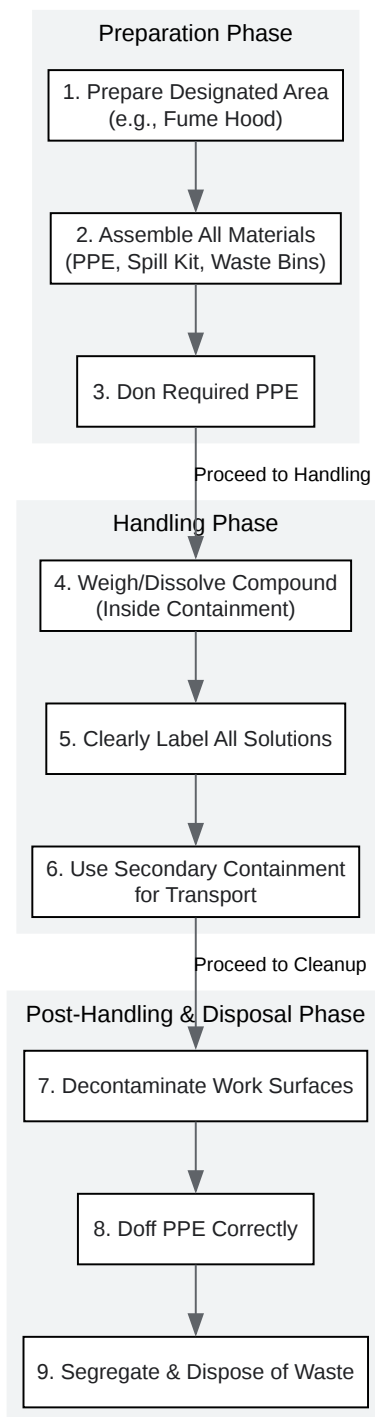 Preparation Phase
1. Prepare Designated Area
(e.g., Fume Hood)
2. Assemble All Materials
(PPE, Spill Kit, Waste Bins)
3. Don Required PPE
Proceed to Handling
Handling Phase
4. Weigh/Dissolve Compound
(Inside Containment)
5. Clearly Label All Solutions
6. Use Secondary Containment
for Transport
Proceed to Cleanup
Post-Handling & Disposal Phase
7. Decontaminate Work Surfaces
8. Doff PPE Correctly
9. Segregate & Dispose of Waste